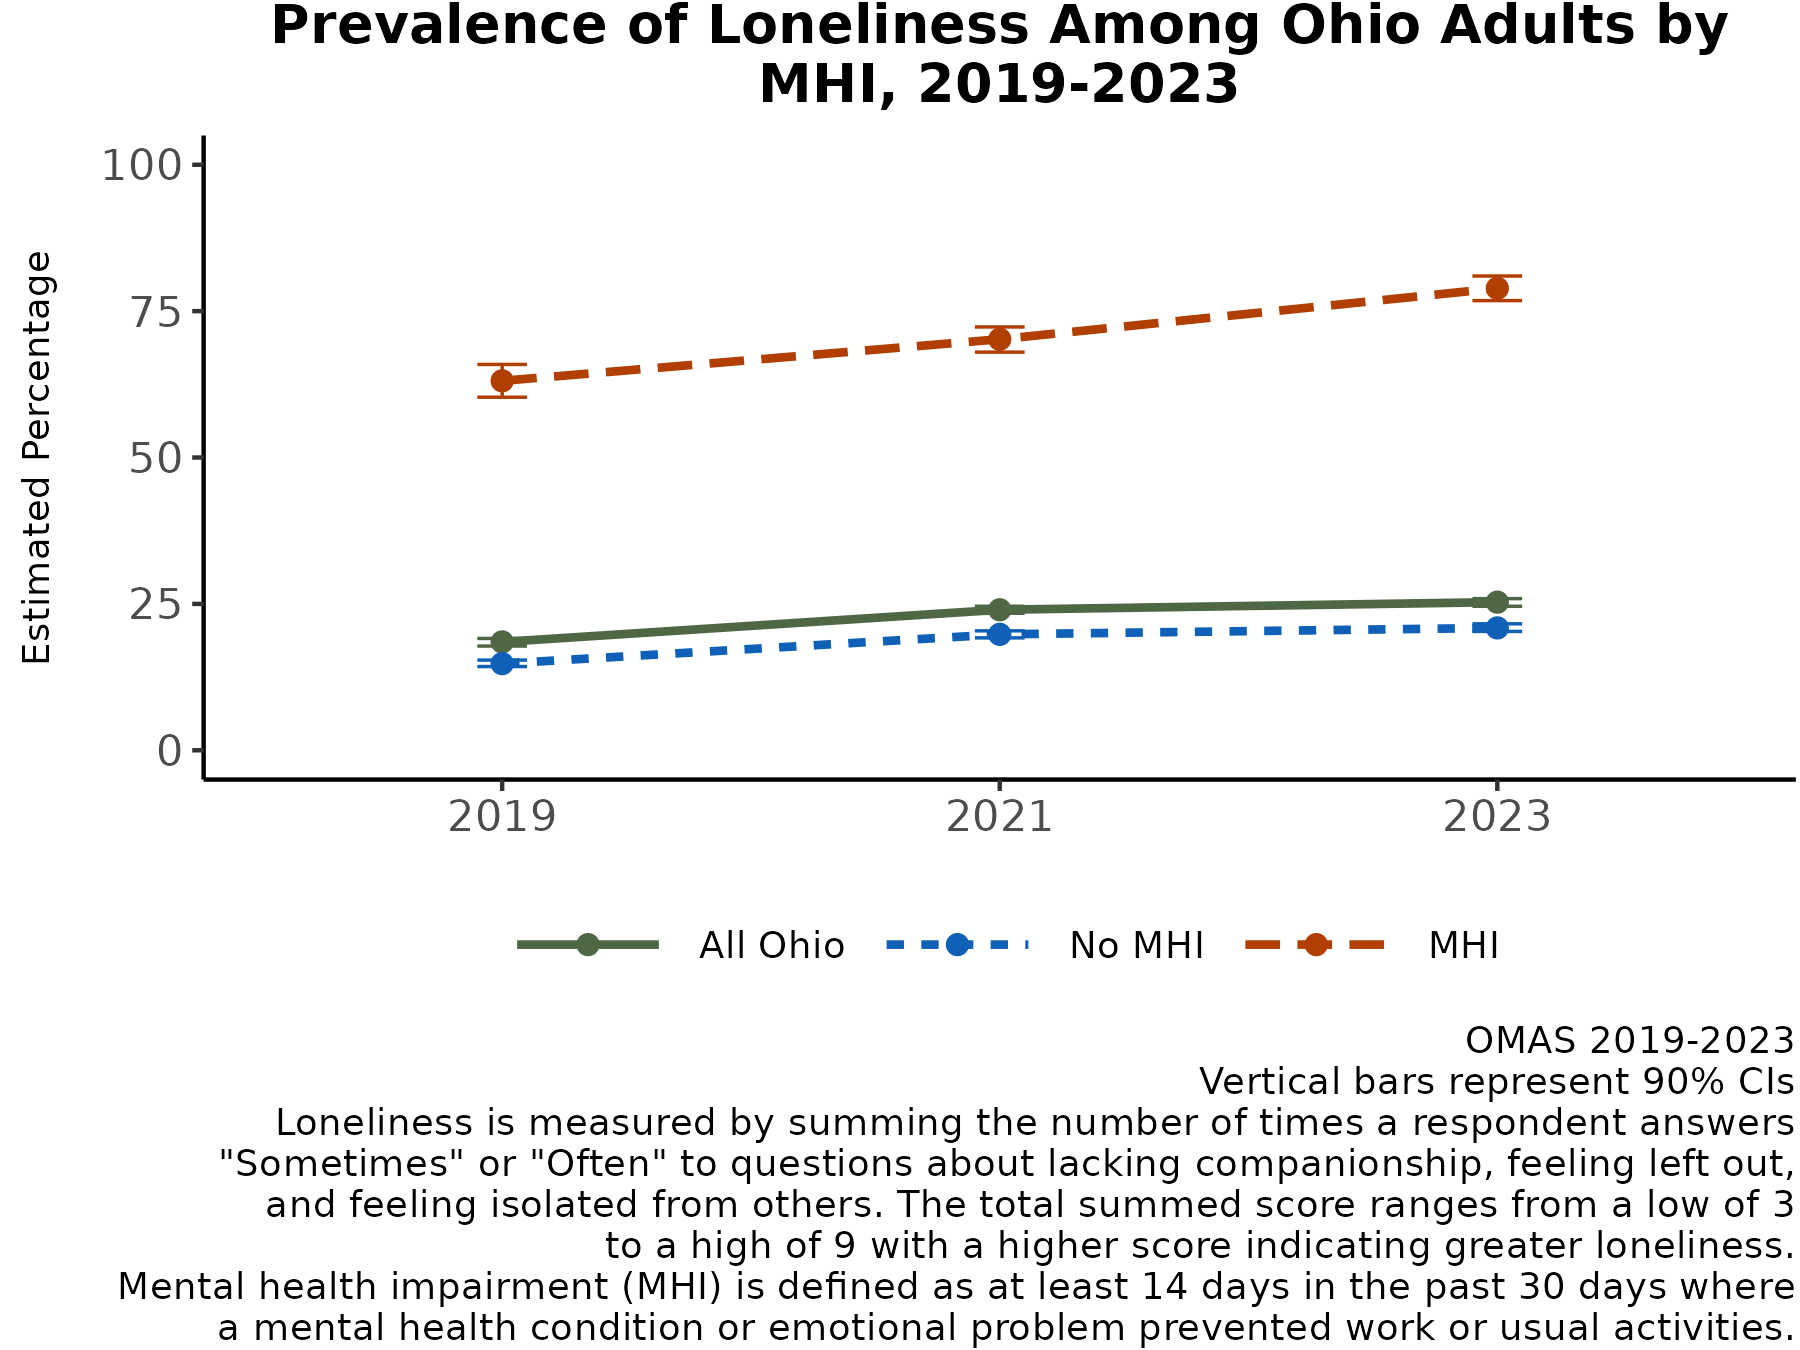 Prevalence of Loneliness Among Ohio Adults by
MHI, 2019-2023
Estimated Percentage
100
75
50
25
0
2019
2021
2023
All Ohio
No MHI
MHI
OMAS 2019-2023
Vertical bars represent 90% CIs
Loneliness is measured by summing the number of times a respondent answers
"Sometimes" or "Often" to questions about lacking companionship, feeling left out,
and feeling isolated from others. The total summed score ranges from a low of 3
to a high of 9 with a higher score indicating greater loneliness.
Mental health impairment (MHI) is defined as at least 14 days in the past 30 days where
a mental health condition or emotional problem prevented work or usual activities.